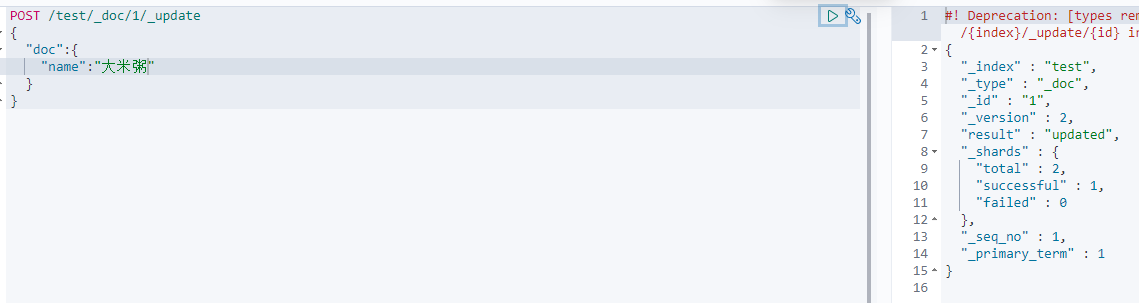 POST /test/_doc/1/_update
{
  "doc":{
    "name":"大米粥"
  }
}
1 #! Deprecation: [types rem
/{index}/_update/{id} in
2 {
3   "_index" : "test",
4   "_type" : "_doc",
5   "_id" : "1",
6   "_version" : 2,
7   "result" : "updated",
8   "_shards" : {
9     "total" : 2,
10     "successful" : 1,
11     "failed" : 0
12   },
13   "_seq_no" : 1,
14   "_primary_term" : 1
15 }
16